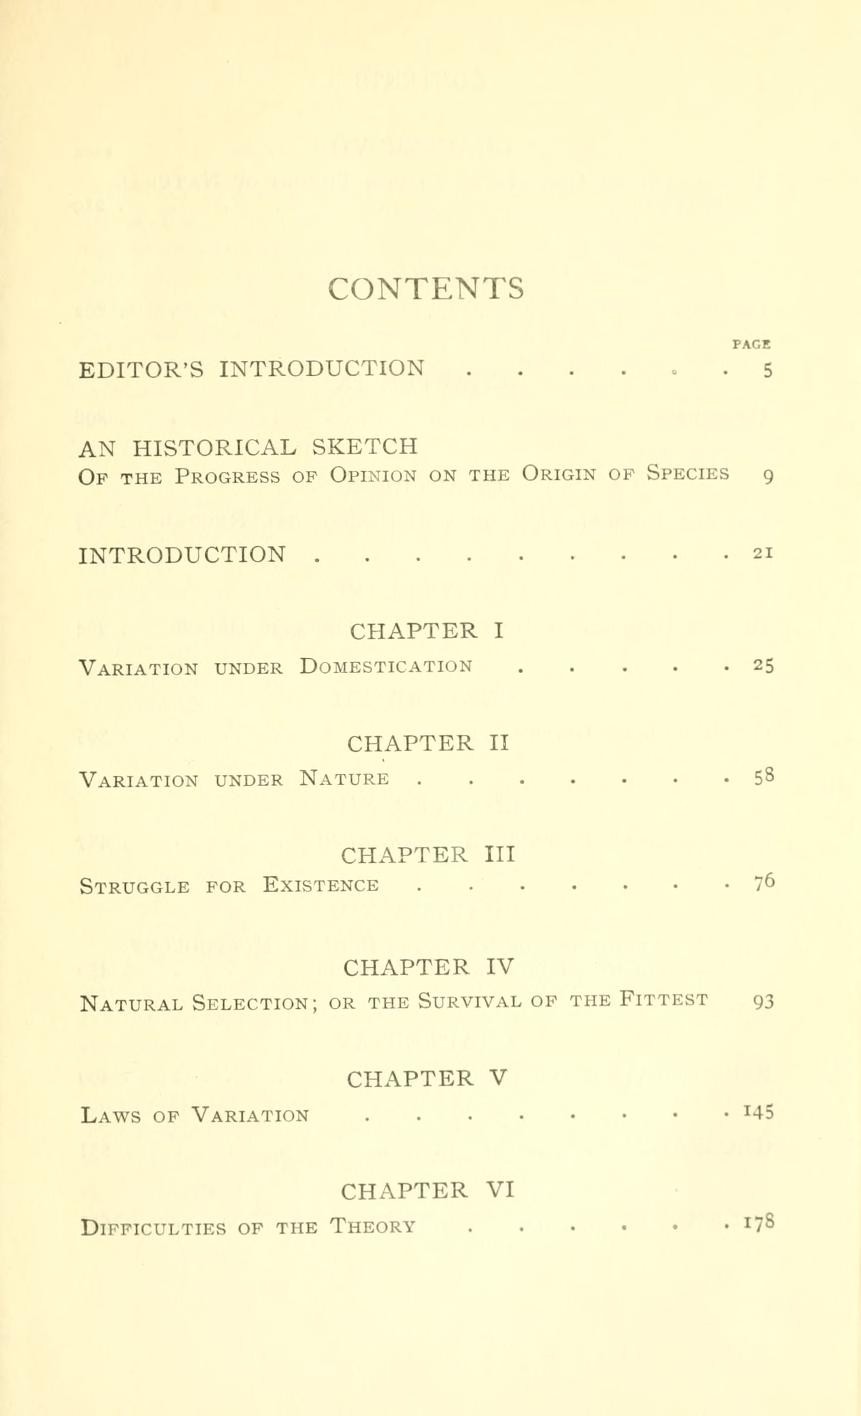 CONTENTS
PAGE
EDITOR'S INTRODUCTION . . . . . . 5
AN HISTORICAL SKETCH
Of the Progress of Opinion on the Origin of Species 9
INTRODUCTION . . . . . . . . . 21
CHAPTER I
Variation under Domestication . . . . . 25
CHAPTER II
Variation under Nature . . . . . . . 58
CHAPTER III
Struggle for Existence . . . . . . . 76
CHAPTER IV
Natural Selection; or the Survival of the Fittest 93
CHAPTER V
Laws of Variation . . . . . . . . 145
CHAPTER VI
Difficulties of the Theory . . . . . . 178